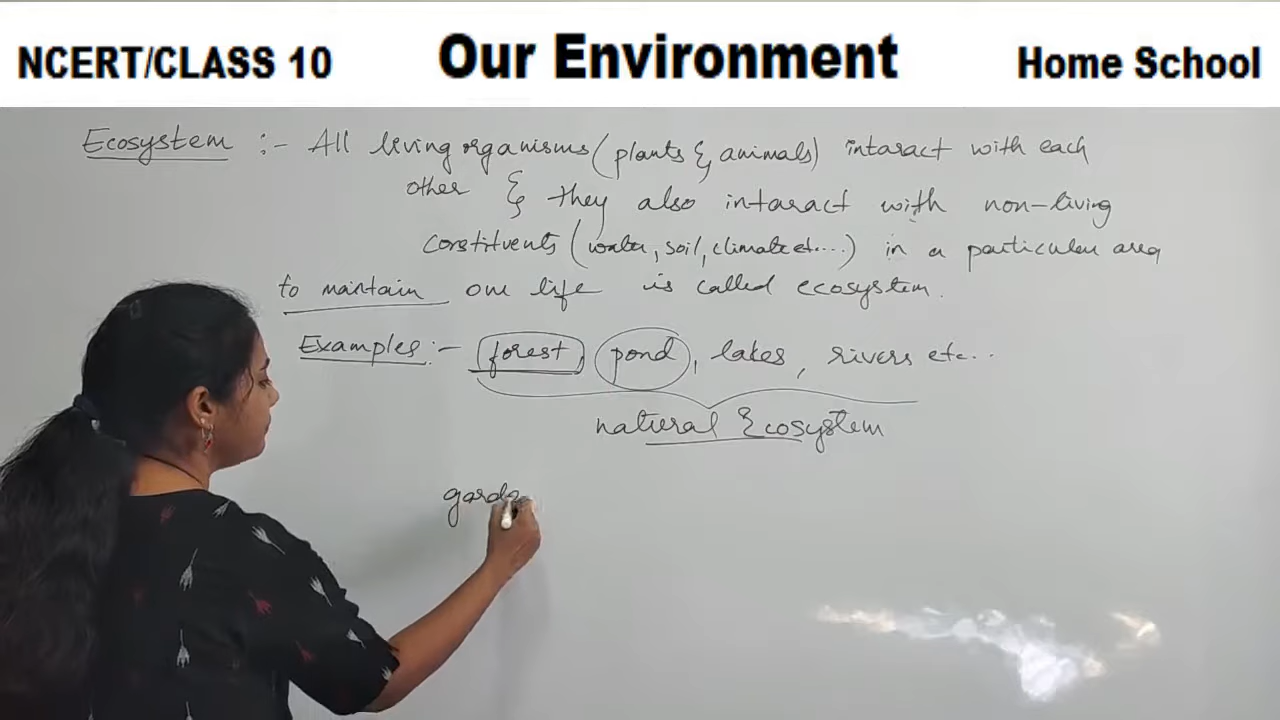 NCERT/CLASS 10 Our Environment Home School
Ecosystem :- All living organisms (plants & animals) intaract with each
other & they also intaract with non-living
constituents (water, soil, climate etc....) in a particular area
to maintain our life is called ecosystem.
Examples :- forest, pond, lakes, rivers etc...
natural Ecosystem
garde